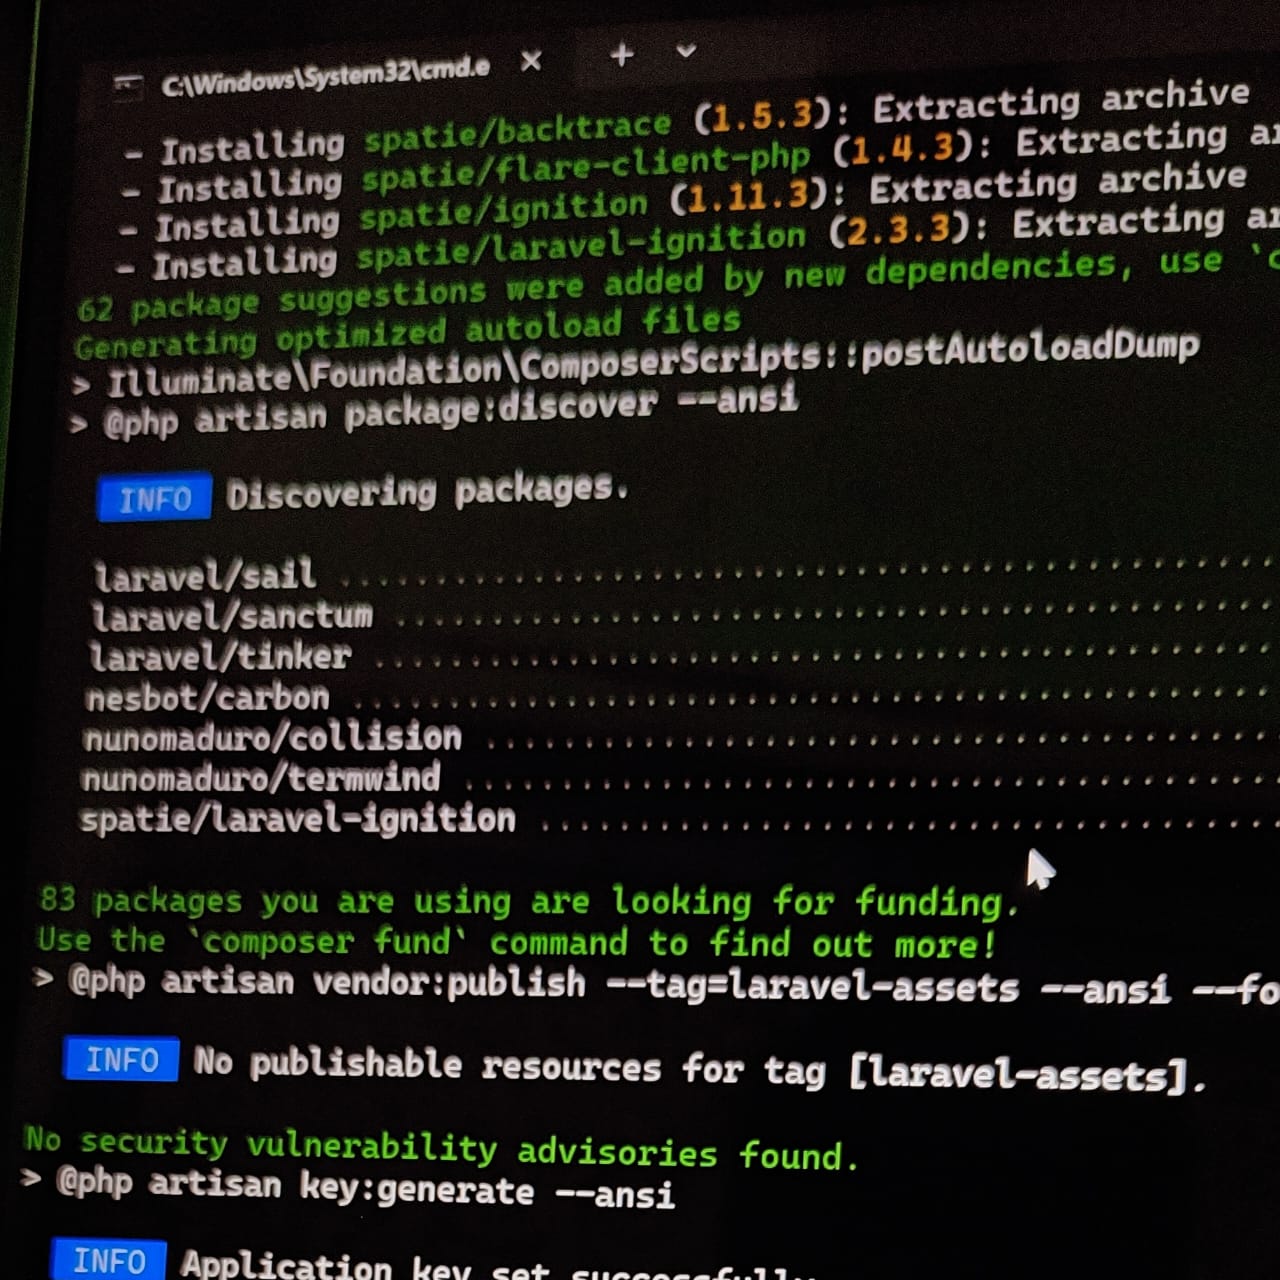 C:\Windows\System32\cmd.e
- Installing spatie/backtrace (1.5.3): Extracting archive
- Installing spatie/flare-client-php (1.4.3): Extracting
- Installing spatie/ignition (1.11.3): Extracting archive
- Installing spatie/laravel-ignition (2.3.3): Extracting
62 package suggestions were added by new dependencies, use `c
Generating optimized autoload files
> Illuminate\Foundation\ComposerScripts::postAutoloadDump
> @php artisan package:discover --ansi
INFO Discovering packages.
laravel/sail ..........
laravel/sanctum ..........
laravel/tinker ..........
nesbot/carbon ..........
nunomaduro/collision ..........
nunomaduro/termwind ..........
spatie/laravel-ignition ..........
83 packages you are using are looking for funding.
Use the `composer fund` command to find out more!
> @php artisan vendor:publish --tag=laravel-assets --ansi --fo
INFO No publishable resources for tag [laravel-assets].
No security vulnerability advisories found.
> @php artisan key:generate --ansi
INFO Application key set successfully.